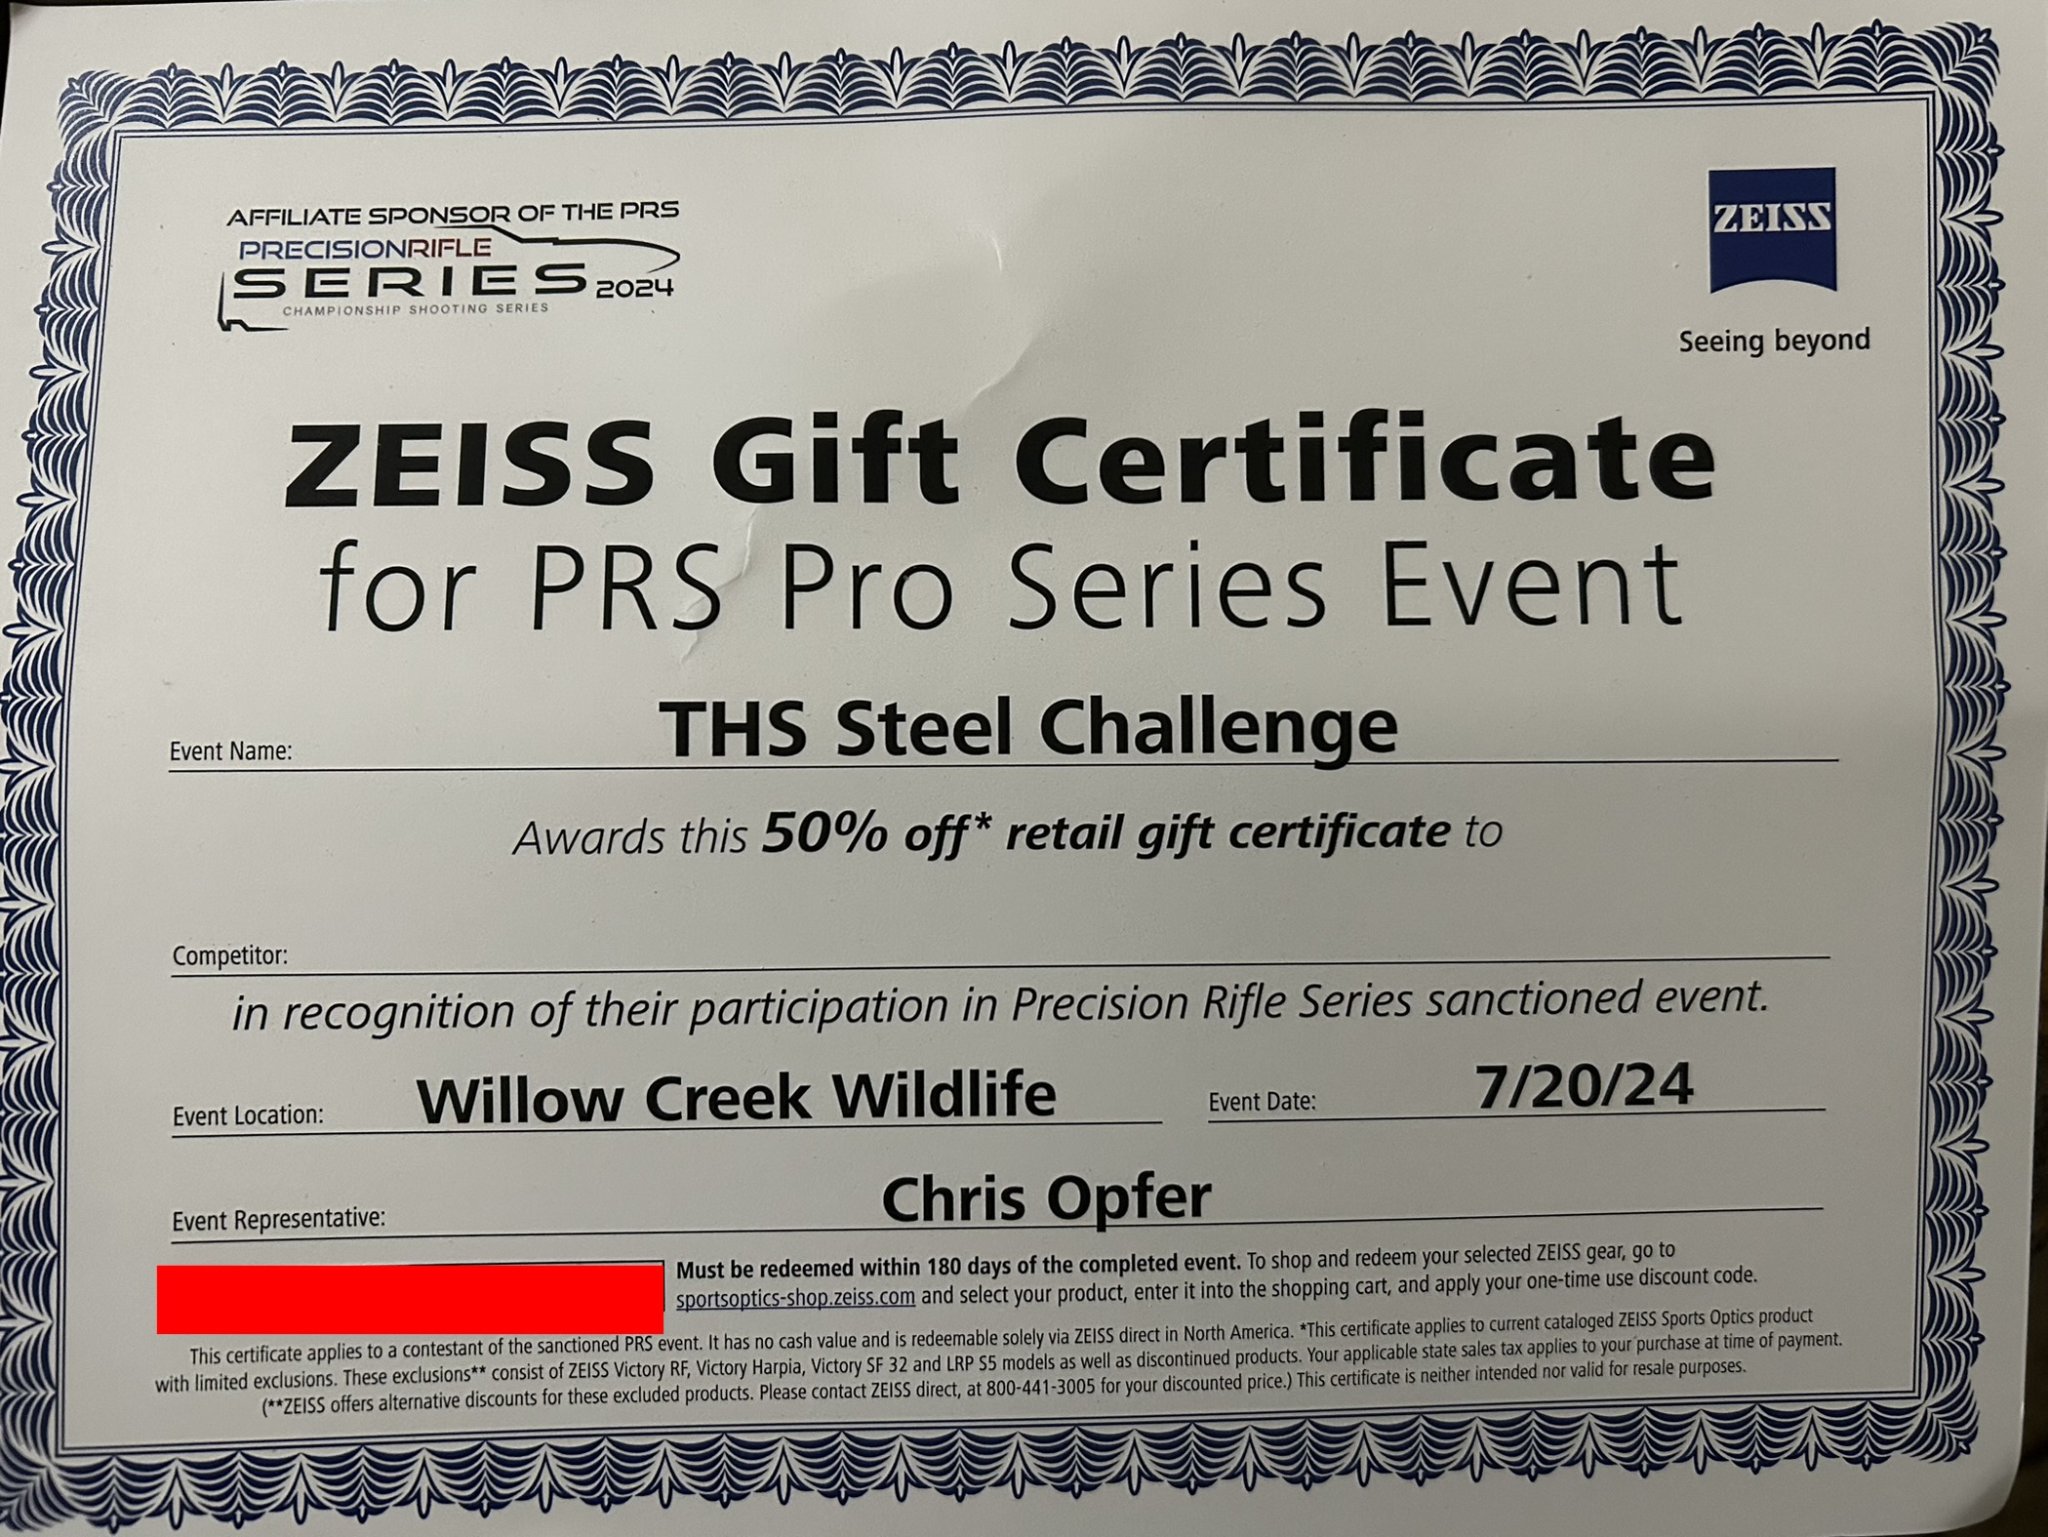 AFFILIATE SPONSOR OF THE PRS
PRECISIONRIFLE
SERIES 2024
CHAMPIONSHIP SHOOTING SERIES
ZEISS
Seeing beyond
ZEISS Gift Certificate
for PRS Pro Series Event
Event Name: THS Steel Challenge
Awards this 50% off* retail gift certificate to
Competitor:
in recognition of their participation in Precision Rifle Series sanctioned event.
Event Location: Willow Creek Wildlife Event Date: 7/20/24
Event Representative: Chris Opfer
Must be redeemed within 180 days of the completed event. To shop and redeem your selected ZEISS gear, go to
sportsoptics-shop.zeiss.com and select your product, enter it into the shopping cart, and apply your one-time use discount code.
This certificate applies to a contestant of the sanctioned PRS event. It has no cash value and is redeemable solely via ZEISS direct in North America. *This certificate applies to current cataloged ZEISS Sports Optics product
with limited exclusions. These exclusions** consist of ZEISS Victory RF, Victory Harpia, Victory SF 32 and LRP S5 models as well as discontinued products. Your applicable state sales tax applies to your purchase at time of payment.
(**ZEISS offers alternative discounts for these excluded products. Please contact ZEISS direct, at 800-441-3005 for your discounted price.) This certificate is neither intended nor valid for resale purposes.